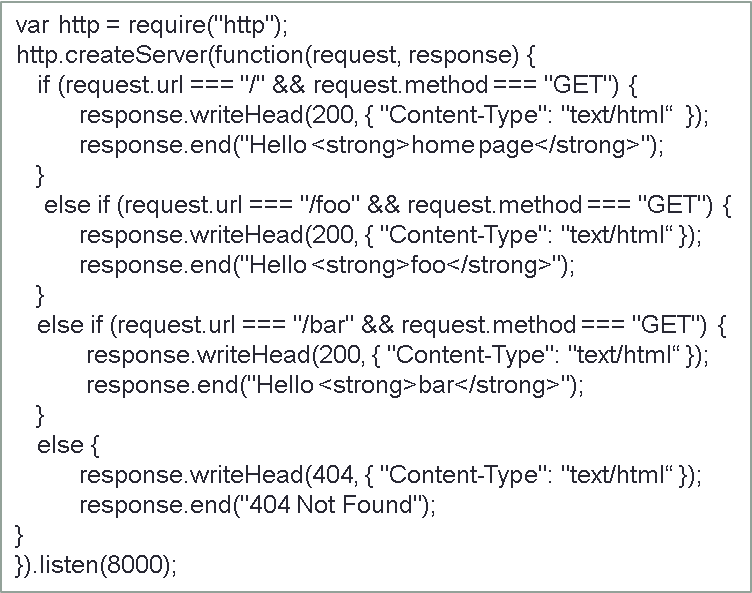 var http = require("http");
http.createServer(function(request, response) {
if (request.url === "/" && request.method === "GET") {
response.writeHead(200, { "Content-Type": "text/html“ });
response.end("Hello <strong>home page</strong>");
}
else if (request.url === "/foo" && request.method === "GET") {
response.writeHead(200, { "Content-Type": "text/html“ });
response.end("Hello <strong>foo</strong>");
}
else if (request.url === "/bar" && request.method === "GET") {
response.writeHead(200, { "Content-Type": "text/html“ });
response.end("Hello <strong>bar</strong>");
}
else {
response.writeHead(404, { "Content-Type": "text/html“ });
response.end("404 Not Found");
}
}).listen(8000);